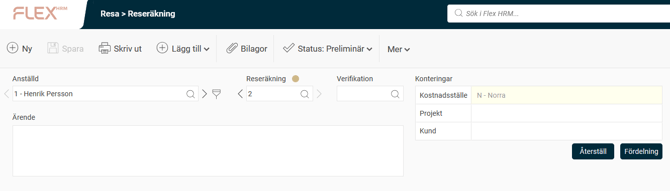 FLEX HRM
Resa > Reseräkning
Sök i Flex HRM...
Ny
Spara
Skriv ut
Lägg till
Bilagor
Status: Preliminär
Mer
Anställd
Reseräkning
Verifikation
Konteringar
1 - Henrik Persson
2
Kostnadsställe
N - Norra
Projekt
Kund
Ärende
Återställ
Fördelning